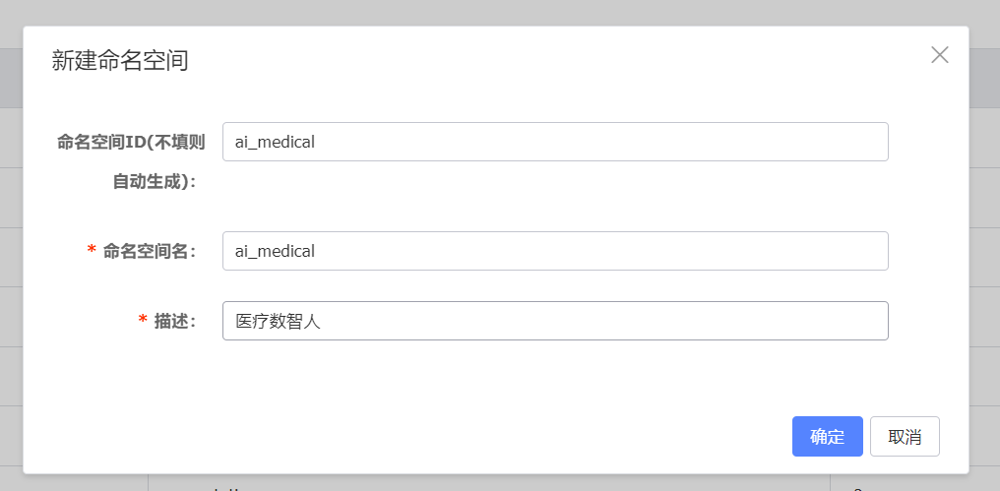 新建命名空间
命名空间ID(不填则
自动生成)：
ai_medical
* 命名空间名：
ai_medical
* 描述：
医疗数智人
确定
取消